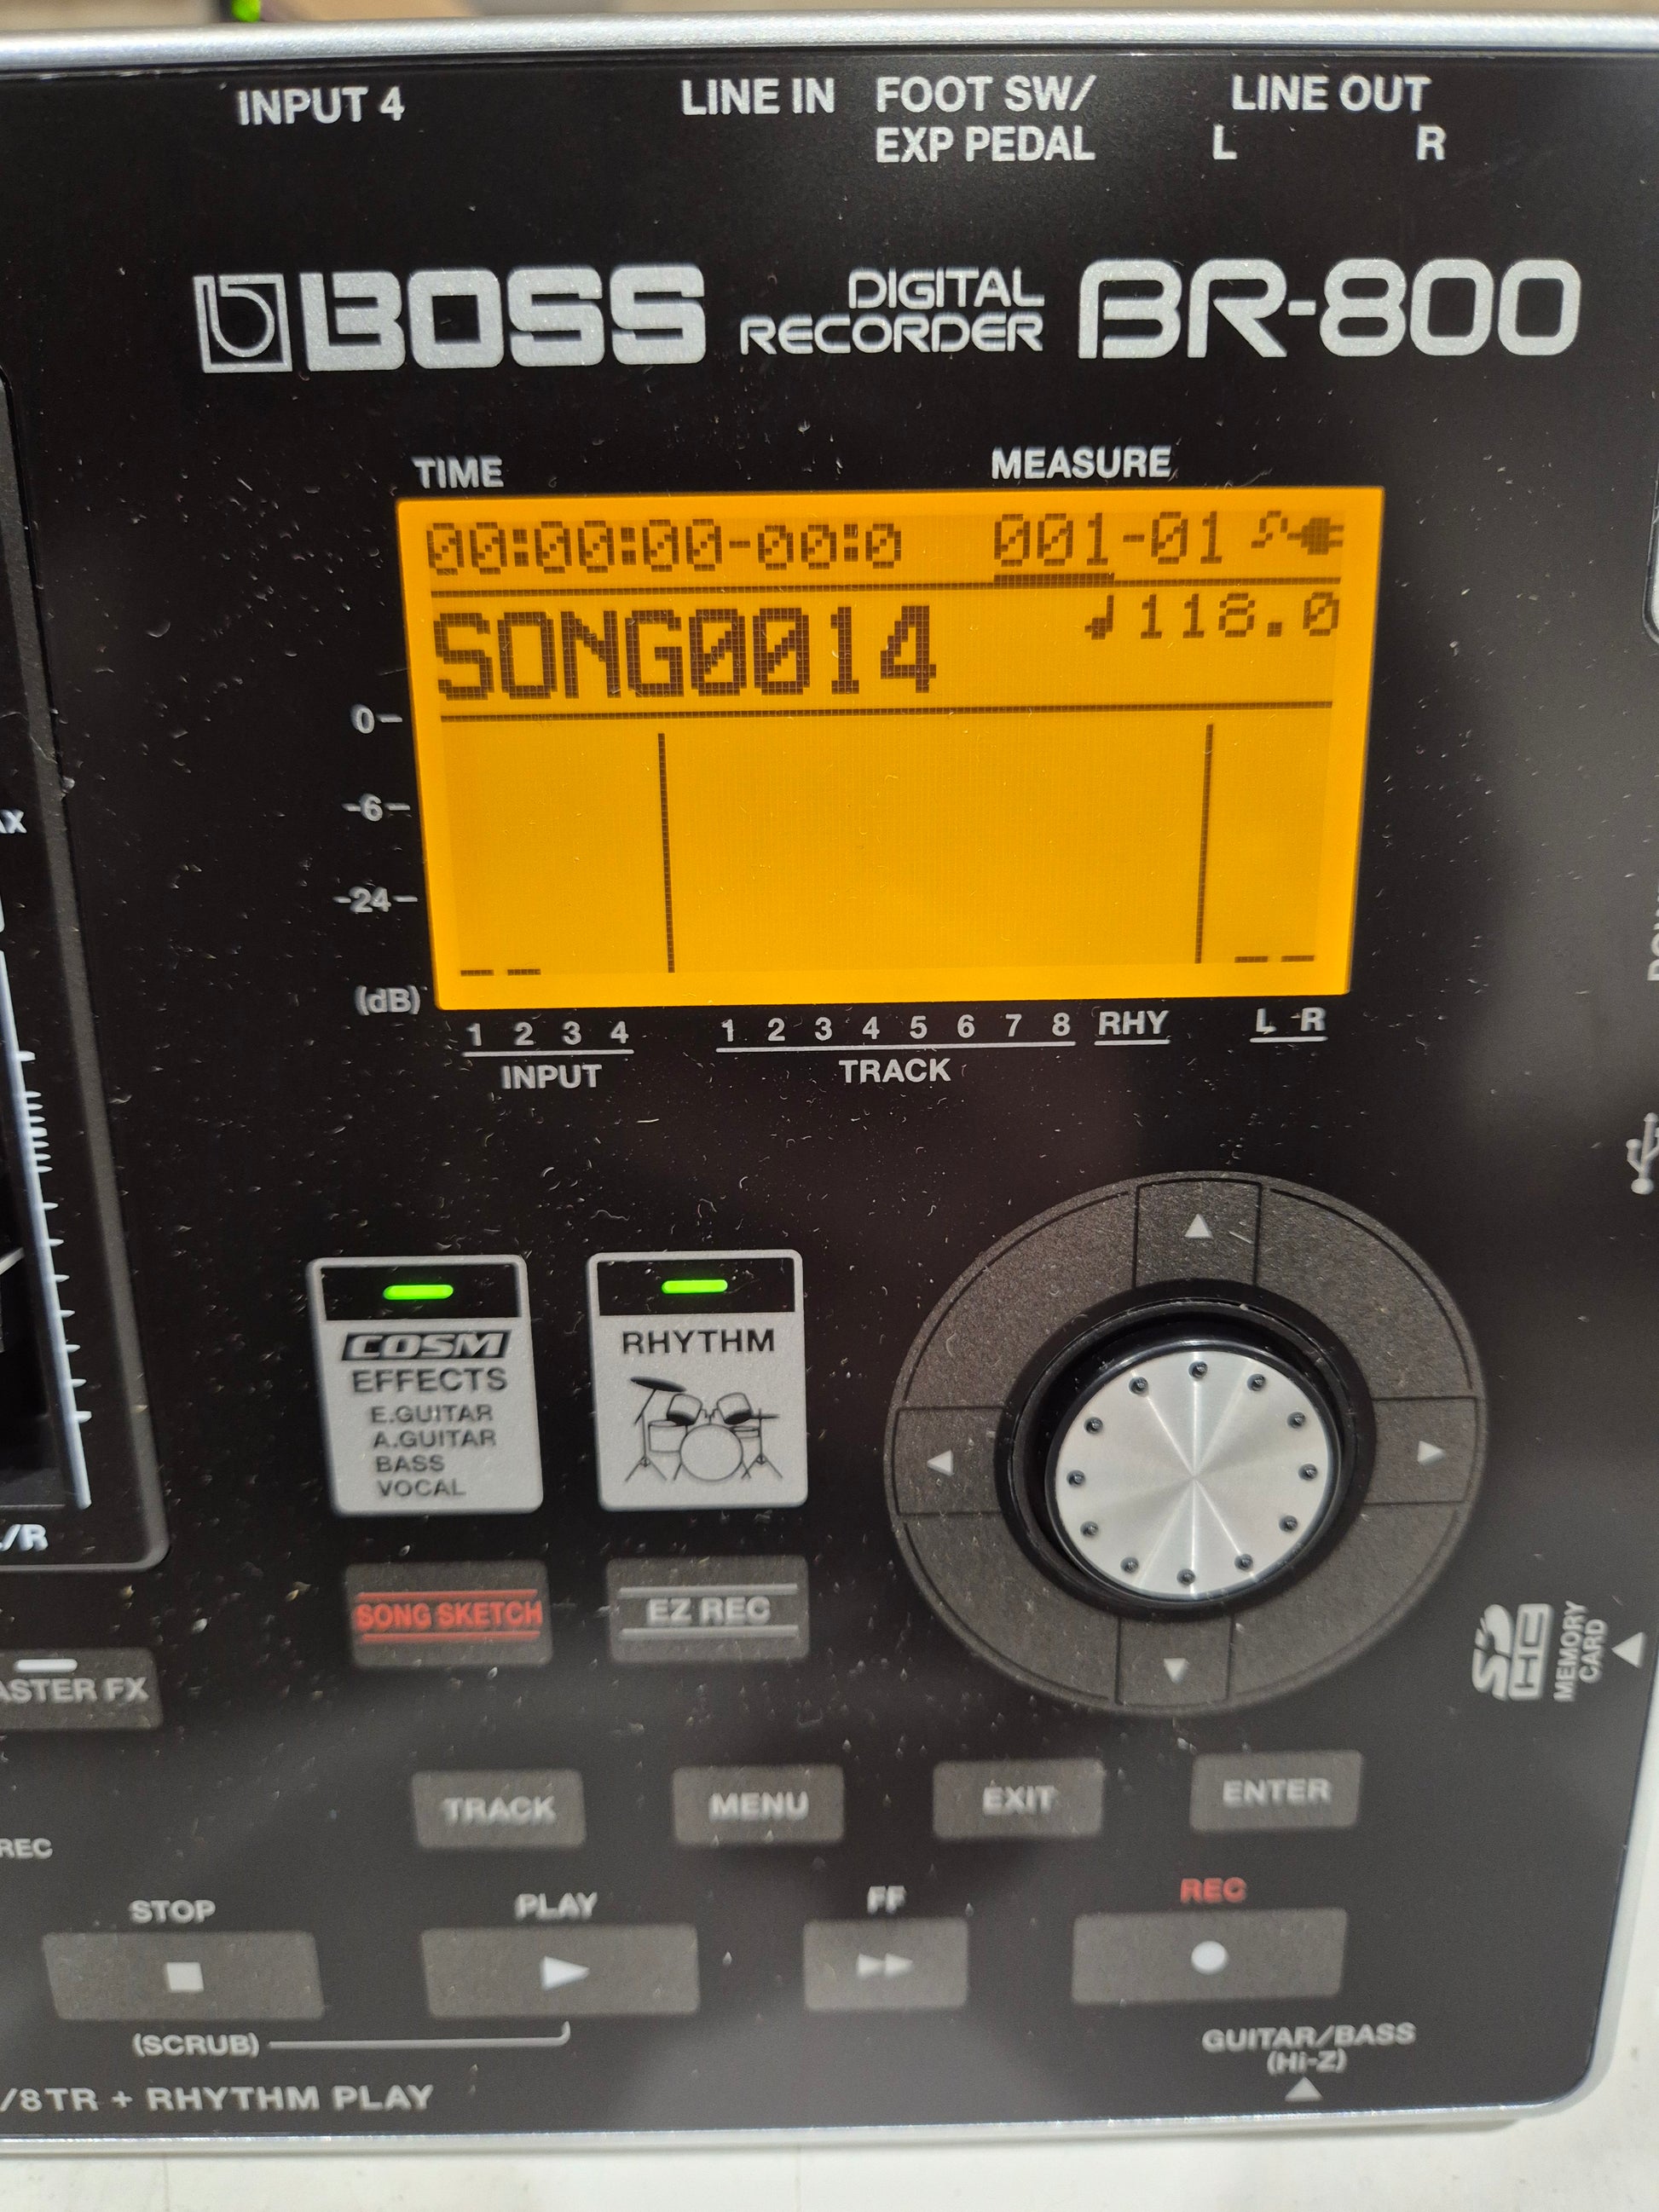 INPUT 4
LINE IN
FOOT SW/
EXP PEDAL
LINE OUT
L R
BOSS
DIGITAL
RECORDER
BR-800
TIME
MEASURE
00:00:00-00:0
001-01
SONG0014
♩118.0
0
-6
-24
(dB)
1 2 3 4
INPUT
1 2 3 4 5 6 7 8
TRACK
RHY
L R
COSM
EFFECTS
E.GUITAR
A.GUITAR
BASS
VOCAL
RHYTHM
/R
SONG SKETCH
EZ REC
ASTER FX
SD
HC
MEMORY
CARD
TRACK
MENU
EXIT
ENTER
REC
STOP
PLAY
FF
REC
(SCRUB)
GUITAR/BASS
(Hi-Z)
/8TR + RHYTHM PLAY